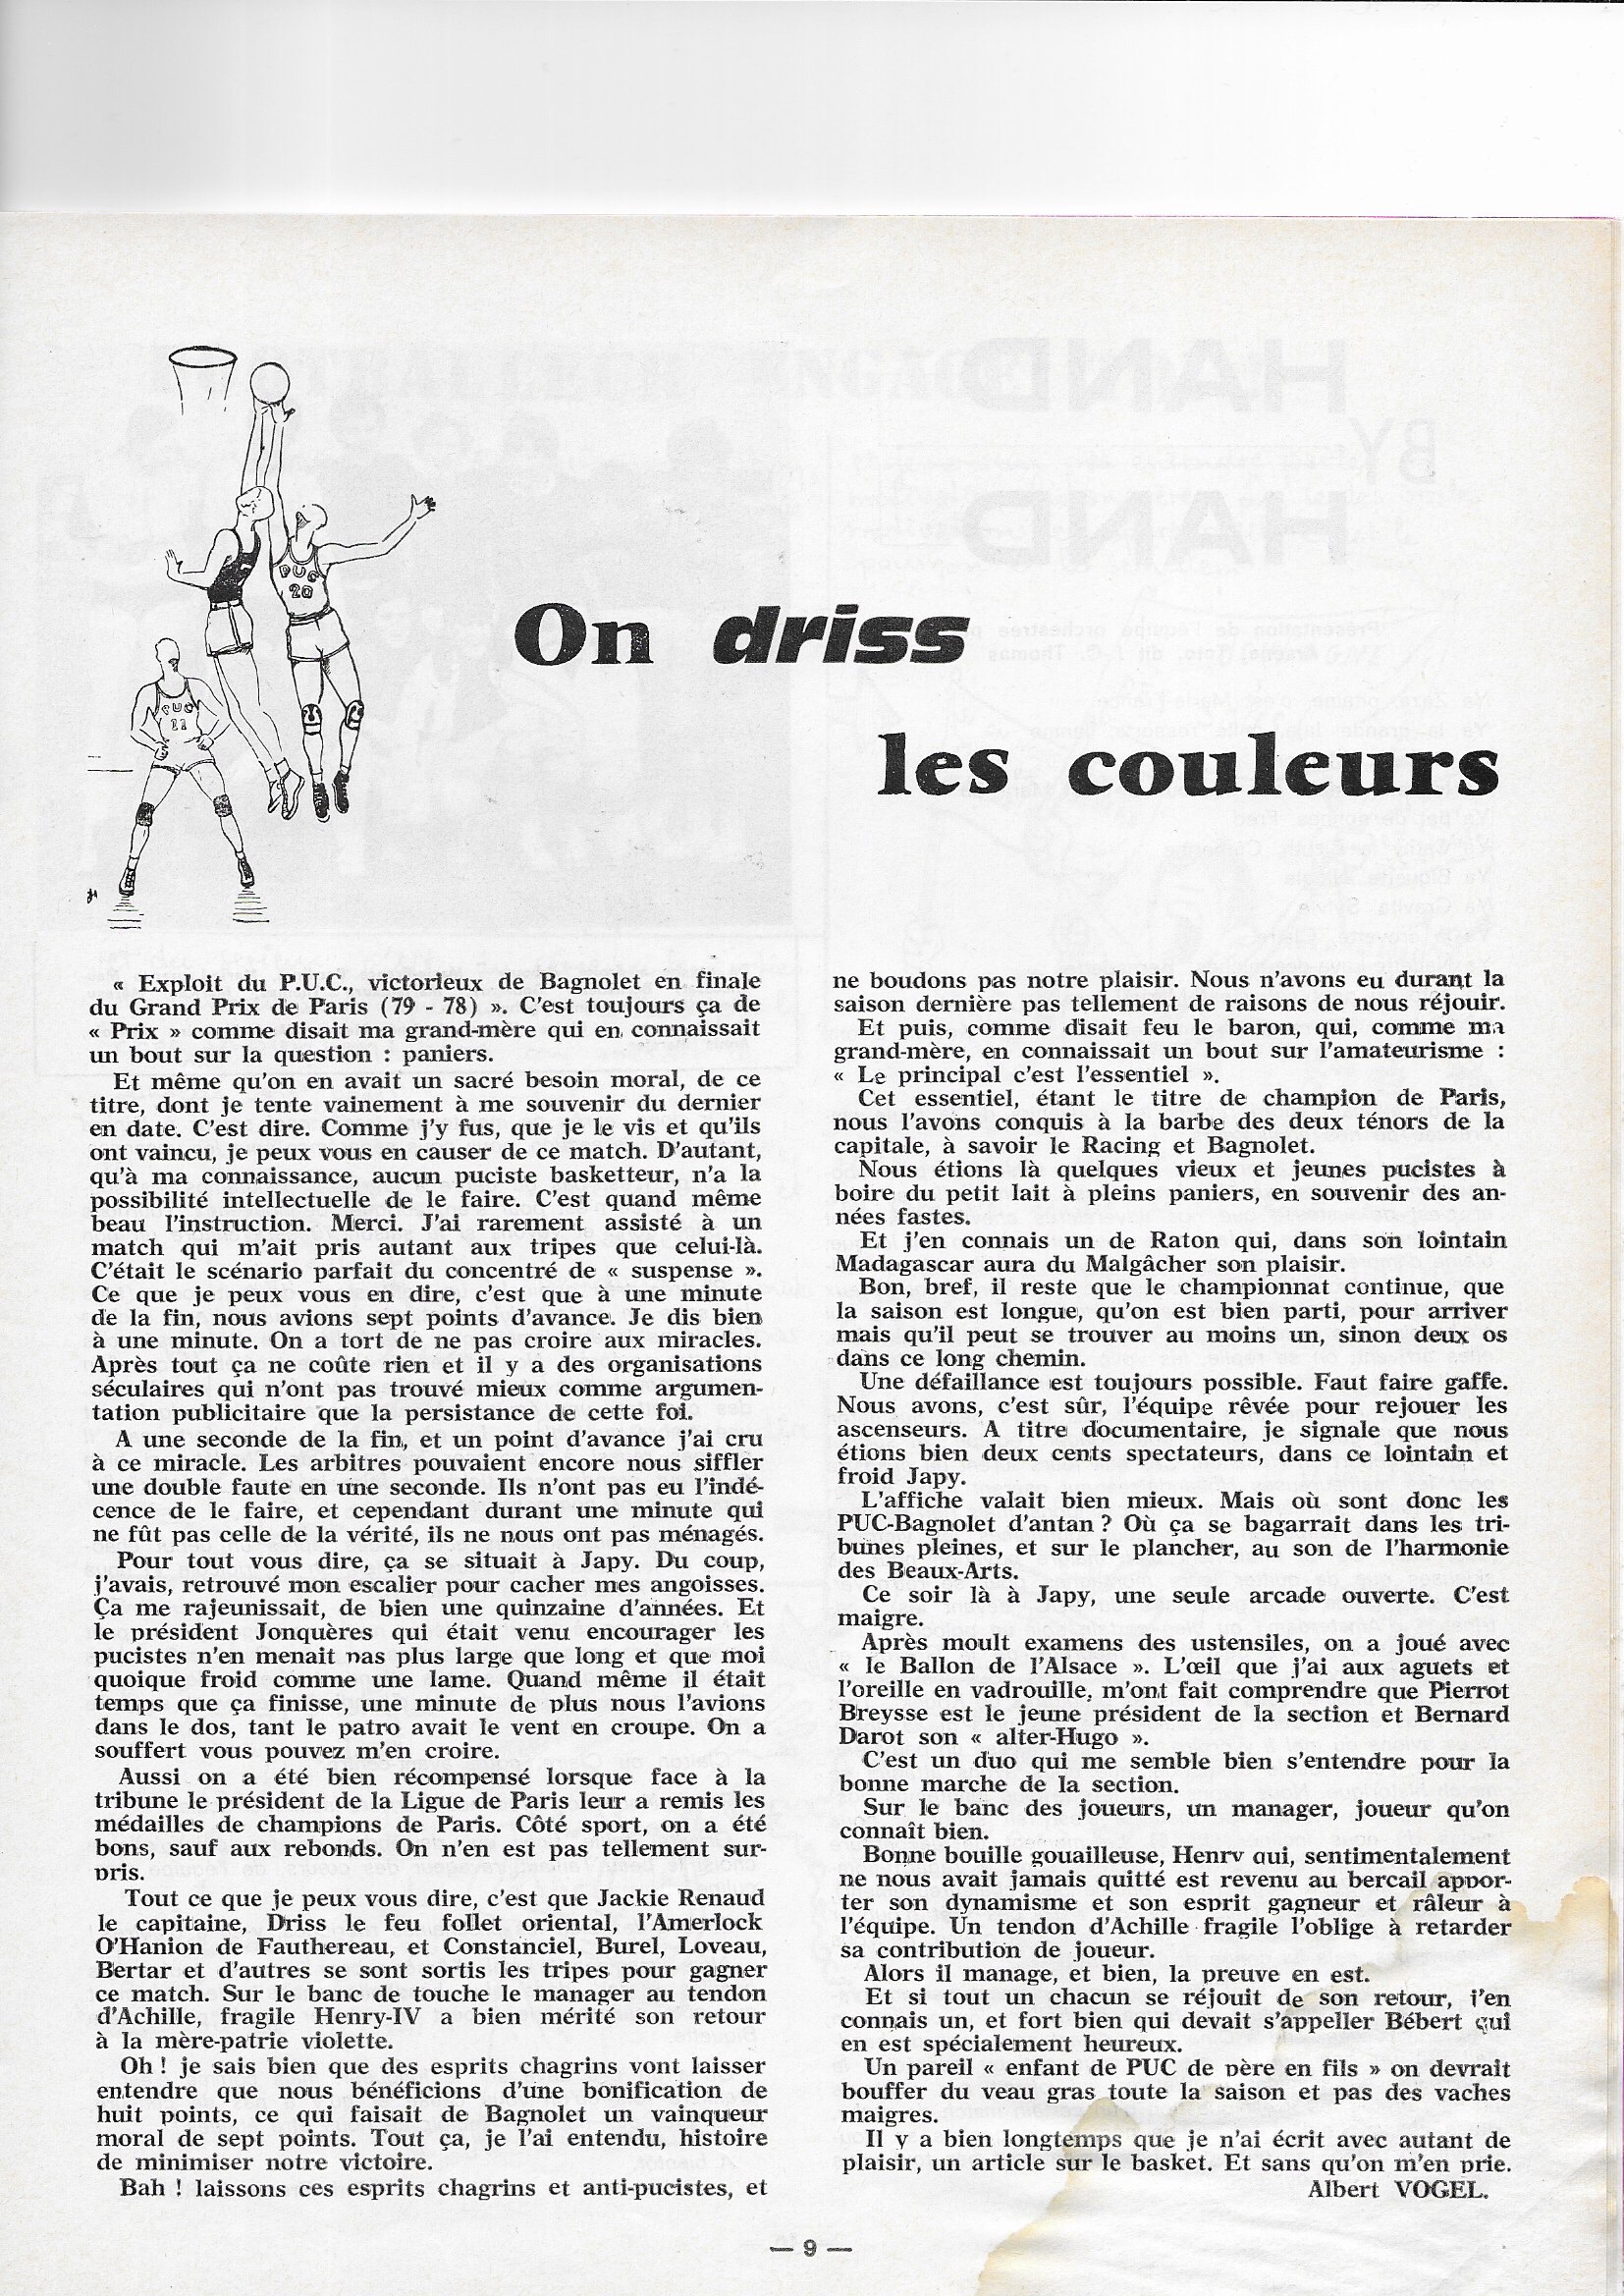 PUC
20
PUC
11
On driss
les couleurs
« Exploit du P.U.C., victorieux de Bagnolet en finale
du Grand Prix de Paris (79 - 78) ». C'est toujours ça de
« Prix » comme disait ma grand-mère qui en connaissait
un bout sur la question : paniers.
Et même qu'on en avait un sacré besoin moral, de ce
titre, dont je tente vainement à me souvenir du dernier
en date. C'est dire. Comme j'y fus, que je le vis et qu'ils
ont vaincu, je peux vous en causer de ce match. D'autant,
qu'à ma connaissance, aucun puciste basketteur, n'a la
possibilité intellectuelle de le faire. C'est quand même
beau l'instruction. Merci. J'ai rarement assisté à un
match qui m'ait pris autant aux tripes que celui-là.
C'était le scénario parfait du concentré de « suspense ».
Ce que je peux vous en dire, c'est que à une minute
de la fin, nous avions sept points d'avance. Je dis bien
à une minute. On a tort de ne pas croire aux miracles.
Après tout ça ne coûte rien et il y a des organisations
séculaires qui n'ont pas trouvé mieux comme argumen-
tation publicitaire que la persistance de cette foi.
A une seconde de la fin, et un point d'avance j'ai cru
à ce miracle. Les arbitres pouvaient encore nous siffler
une double faute en une seconde. Ils n'ont pas eu l'indé-
cence de le faire, et cependant durant une minute qui
ne fût pas celle de la vérité, ils ne nous ont pas ménagés.
Pour tout vous dire, ça se situait à Japy. Du coup,
j'avais, retrouvé mon escalier pour cacher mes angoisses.
Ça me rajeunissait, de bien une quinzaine d'années. Et
le président Jonquères qui était venu encourager les
pucistes n'en menait pas plus large que long et que moi
quoique froid comme une lame. Quand même il était
temps que ça finisse, une minute de plus nous l'avions
dans le dos, tant le patro avait le vent en croupe. On a
souffert vous pouvez m'en croire.
Aussi on a été bien récompensé lorsque face à la
tribune le président de la Ligue de Paris leur a remis les
médailles de champions de Paris. Côté sport, on a été
bons, sauf aux rebonds. On n'en est pas tellement sur-
pris.
Tout ce que je peux vous dire, c'est que Jackie Renaud
le capitaine, Driss le feu follet oriental, l'Amerlock
O'Hanion de Fauthereau, et Constanciel, Burel, Loveau,
Bertar et d'autres se sont sortis les tripes pour gagner
ce match. Sur le banc de touche le manager au tendon
d'Achille, fragile Henry-IV a bien mérité son retour
à la mère-patrie violette.
Oh ! je sais bien que des esprits chagrins vont laisser
entendre que nous bénéficions d'une bonification de
huit points, ce qui faisait de Bagnolet un vainqueur
moral de sept points. Tout ça, je l'ai entendu, histoire
de minimiser notre victoire.
Bah ! laissons ces esprits chagrins et anti-pucistes, et
ne boudons pas notre plaisir. Nous n'avons eu durant la
saison dernière pas tellement de raisons de nous réjouir.
Et puis, comme disait feu le baron, qui, comme ma
grand-mère, en connaissait un bout sur l'amateurisme :
« Le principal c'est l'essentiel ».
Cet essentiel, étant le titre de champion de Paris,
nous l'avons conquis à la barbe des deux ténors de la
capitale, à savoir le Racing et Bagnolet.
Nous étions là quelques vieux et jeunes pucistes à
boire du petit lait à pleins paniers, en souvenir des an-
nées fastes.
Et j'en connais un de Raton qui, dans son lointain
Madagascar aura du Malgâcher son plaisir.
Bon, bref, il reste que le championnat continue, que
la saison est longue, qu'on est bien parti, pour arriver
mais qu'il peut se trouver au moins un, sinon deux os
dans ce long chemin.
Une défaillance est toujours possible. Faut faire gaffe.
Nous avons, c'est sûr, l'équipe rêvée pour rejouer les
ascenseurs. A titre documentaire, je signale que nous
étions bien deux cents spectateurs, dans ce lointain et
froid Japy.
L'affiche valait bien mieux. Mais où sont donc les
PUC-Bagnolet d'antan ? Où ça se bagarrait dans les tri-
bunes pleines, et sur le plancher, au son de l'harmonie
des Beaux-Arts.
Ce soir là à Japy, une seule arcade ouverte. C'est
maigre.
Après moult examens des ustensiles, on a joué avec
« le Ballon de l'Alsace ». L'œil que j'ai aux aguets et
l'oreille en vadrouille, m'ont fait comprendre que Pierrot
Breysse est le jeune président de la section et Bernard
Darot son « alter-Hugo ».
C'est un duo qui me semble bien s'entendre pour la
bonne marche de la section.
Sur le banc des joueurs, un manager, joueur qu'on
connaît bien.
Bonne bouille gouailleuse, Henry qui, sentimentalement
ne nous avait jamais quitté est revenu au bercail appor-
ter son dynamisme et son esprit gagneur et râleur à
l'équipe. Un tendon d'Achille fragile l'oblige à retarder
sa contribution de joueur.
Alors il manage, et bien, la preuve en est.
Et si tout un chacun se réjouit de son retour, j'en
connais un, et fort bien qui devait s'appeller Bébert qui
en est spécialement heureux.
Un pareil « enfant de PUC de père en fils » on devrait
bouffer du veau gras toute la saison et pas des vaches
maigres.
Il y a bien longtemps que je n'ai écrit avec autant de
plaisir, un article sur le basket. Et sans qu'on m'en prie.
Albert VOGEL.
— 9 —